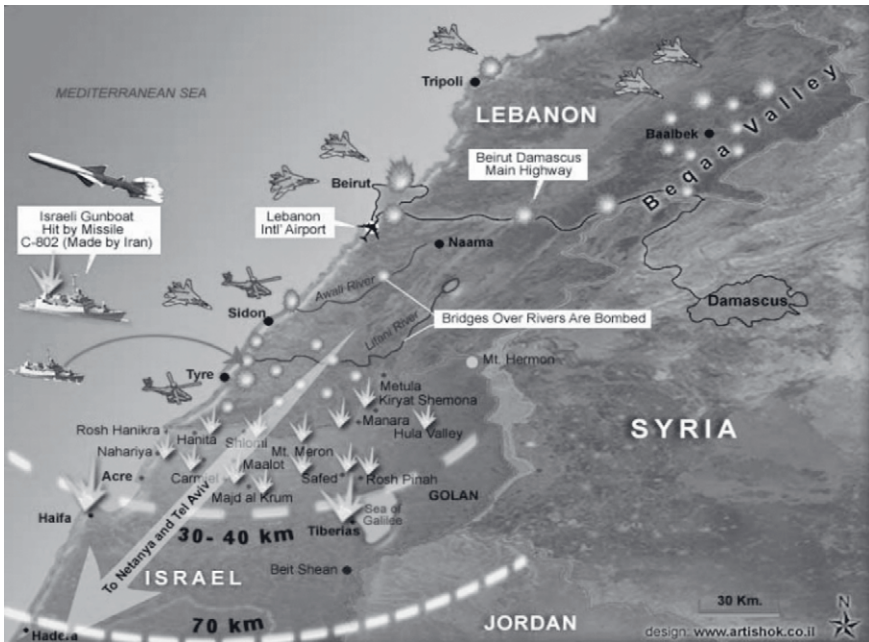 MEDITERRANEAN SEA
Tripoli
LEBANON
Baalbek
Beqaa Valley
Israeli Gunboat
Hit by Missile
C-802 (Made by Iran)
Beirut
Lebanon
Intl' Airport
Beirut Damascus
Main Highway
Naama
Awali River
Sidon
Damascus
Litani River
Bridges Over Rivers Are Bombed
Tyre
Mt. Hermon
Metula
Kiryat Shemona
Manara
Hula Valley
SYRIA
Rosh Hanikra
Hanita
Shlomi
Nahariya
Mt. Meron
Carmiel
Maalot
Acre
Safed
Rosh Pinah
Majd al Krum
GOLAN
Haifa
Sea of
Galilee
Tiberias
To Netanya and Tel Aviv
30- 40 km
ISRAEL
Beit Shean
70 km
Hadera
JORDAN
30 Km.
N
design: www.artishok.co.il